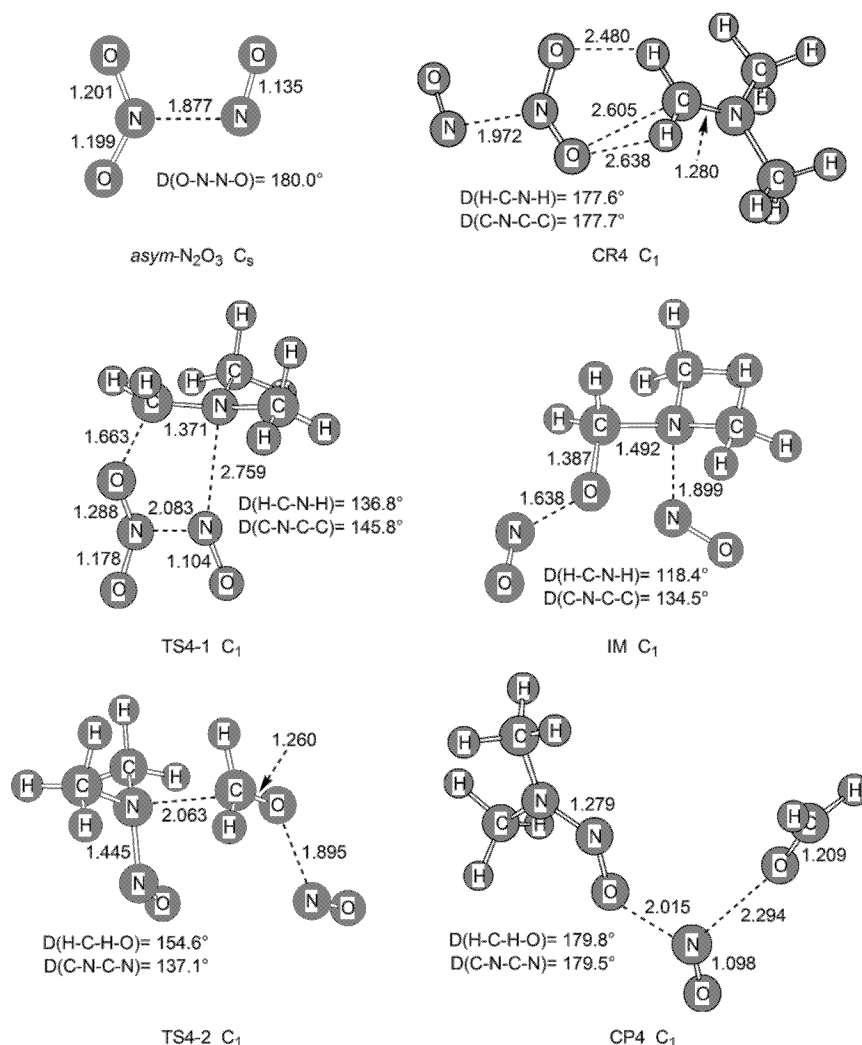 O O
1.201 1.877 1.135
N N
1.199
O
D(O-N-N-O)= 180.0°
asym-N₂O₃ Cₛ
2.480
O H H H
O C C
N 2.605 N H
N 1.972 O H
2.638 C H
1.280
H H
D(H-C-N-H)= 177.6°
D(C-N-C-C)= 177.7°
CR4 C₁
H
H
H H H C
C N C
1.371 H H
1.663
2.759
O
1.288 2.083
N N
1.178 1.104
O O
D(H-C-N-H)= 136.8°
D(C-N-C-C)= 145.8°
TS4-1 C₁
H
H H C H
H C N C
1.492 H
1.387 H
1.638 O 1.899
N N
O O
D(H-C-N-H)= 118.4°
D(C-N-C-C)= 134.5°
IM C₁
H
H H
C 1.260
H C H C
N O
H 2.063 H
1.445 1.895
N O N O
D(H-C-H-O)= 154.6°
D(C-N-C-N)= 137.1°
TS4-2 C₁
H
H C H
H N 1.279 H
C H N H C
H O O 1.209
2.015 2.294
N
1.098
O
D(H-C-H-O)= 179.8°
D(C-N-C-N)= 179.5°
CP4 C₁